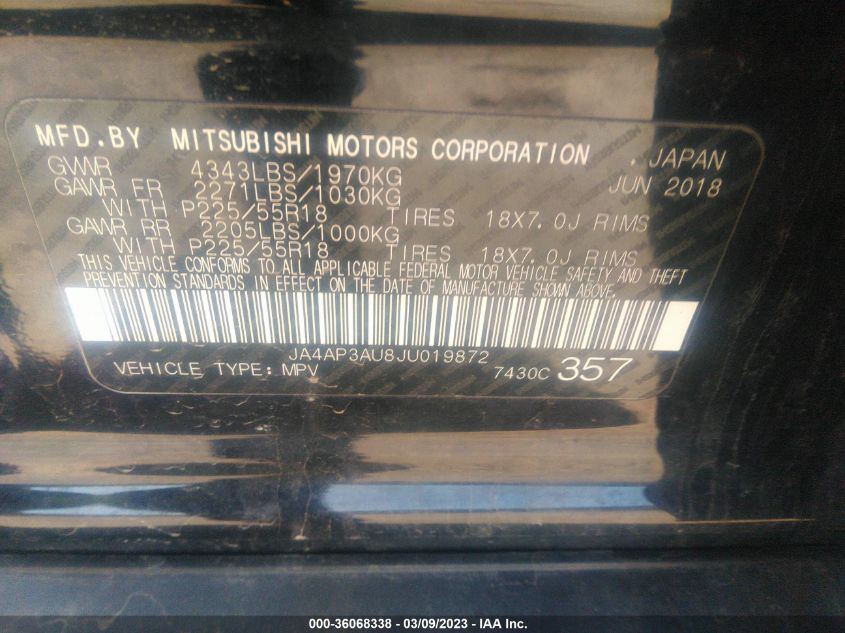 MFD.BY MITSUBISHI MOTORS CORPORATION , JAPAN
GVWR 4343LBS/1970KG JUN 2018
GAWR FR 2271LBS/1030KG
WITH P225/55R18 TIRES 18X7.0J RIMS
GAWR RR 2205LBS/1000KG
WITH P225/55R18 TIRES 18X7.0J RIMS
THIS VEHICLE CONFORMS TO ALL APPLICABLE FEDERAL MOTOR VEHICLE SAFETY AND THEFT
PREVENTION STANDARDS IN EFFECT ON THE DATE OF MANUFACTURE SHOWN ABOVE.
JA4AP3AU8JU019872
VEHICLE TYPE: MPV 7430C 357
000-36068338 - 03/09/2023 - IAA Inc.